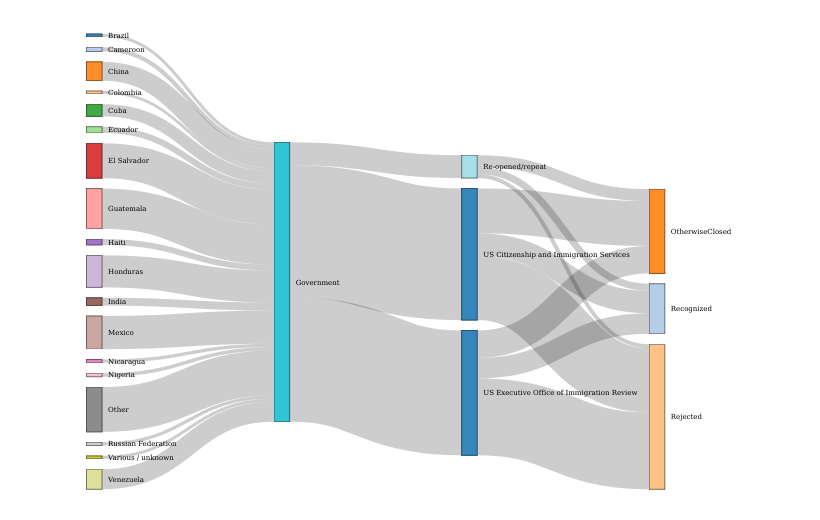 Brazil
Cameroon
China
Colombia
Cuba
Ecuador
El Salvador
Guatemala
Haiti
Honduras
India
Mexico
Nicaragua
Nigeria
Other
Russian Federation
Various / unknown
Venezuela
Government
Re-opened/repeat
US Citizenship and Immigration Services
US Executive Office of Immigration Review
OtherwiseClosed
Recognized
Rejected